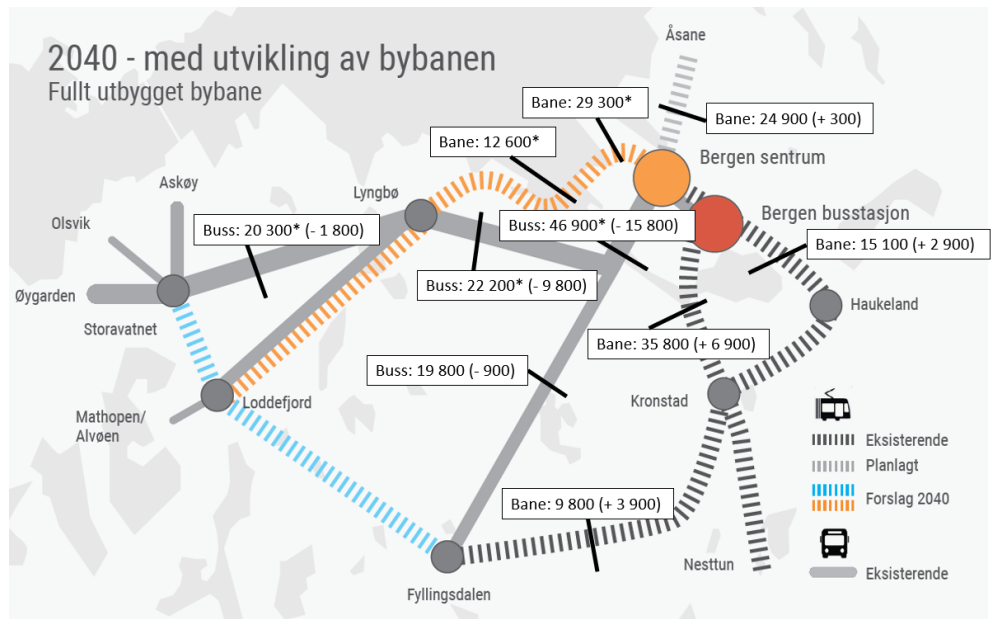 2040 - med utvikling av bybanen
Fullt utbygget bybane
Åsane
Bane: 29 300*
Bane: 24 900 (+ 300)
Bane: 12 600*
Bergen sentrum
Askøy
Lyngbø
Olsvik
Buss: 20 300* (- 1 800)
Buss: 46 900* (- 15 800)
Bergen busstasjon
Bane: 15 100 (+ 2 900)
Øygarden
Buss: 22 200* (- 9 800)
Haukeland
Storavatnet
Bane: 35 800 (+ 6 900)
Buss: 19 800 (- 900)
Loddefjord
Kronstad
Mathopen/
Alvøen
Eksisterende
Planlagt
Forslag 2040
Bane: 9 800 (+ 3 900)
Nesttun
Eksisterende
Fyllingsdalen